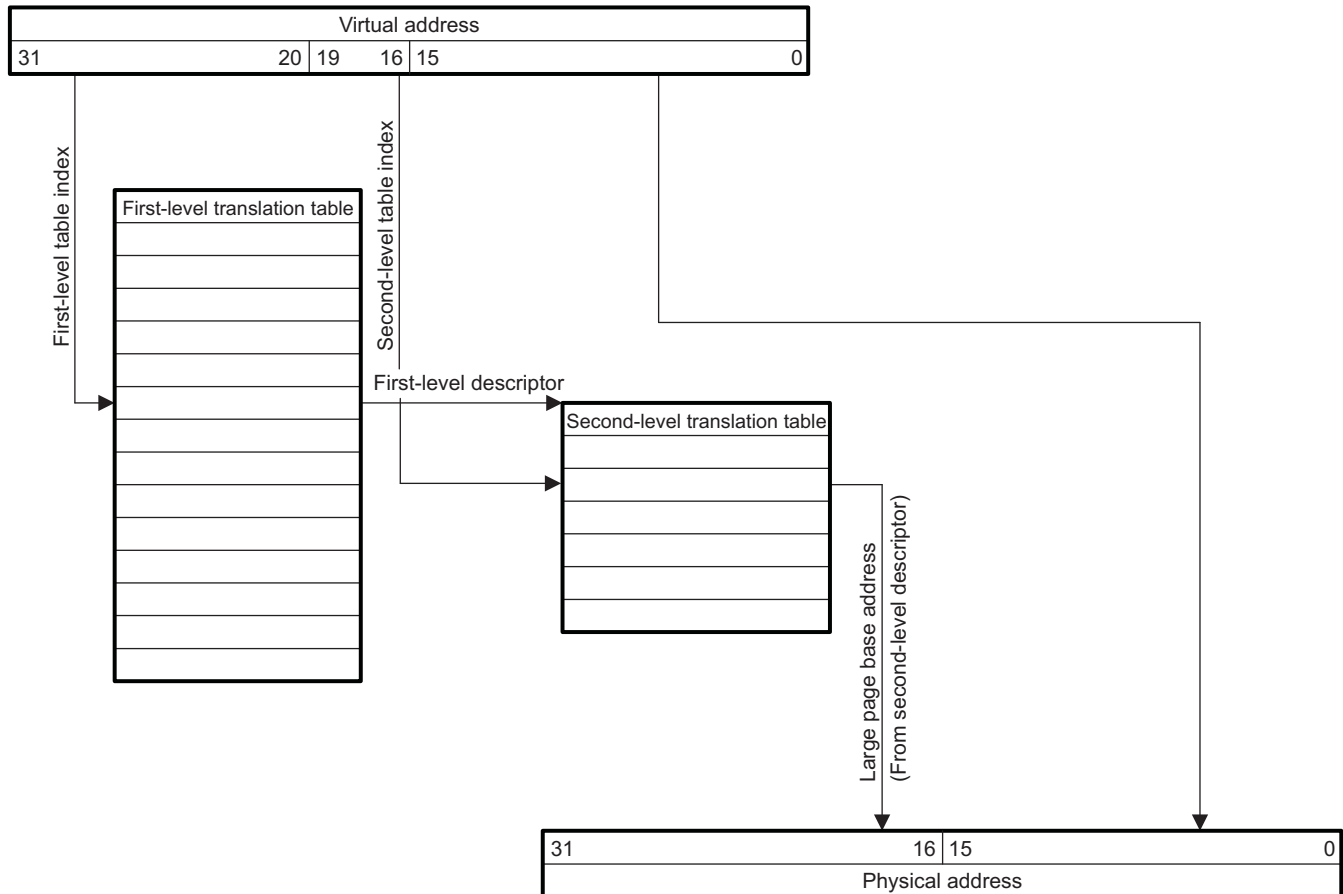 Virtual address
31 20 19 16 15 0
First-level table index
Second-level table index
First-level translation table
First-level descriptor
Second-level translation table
Large page base address
(From second-level descriptor)
31 16 15 0
Physical address